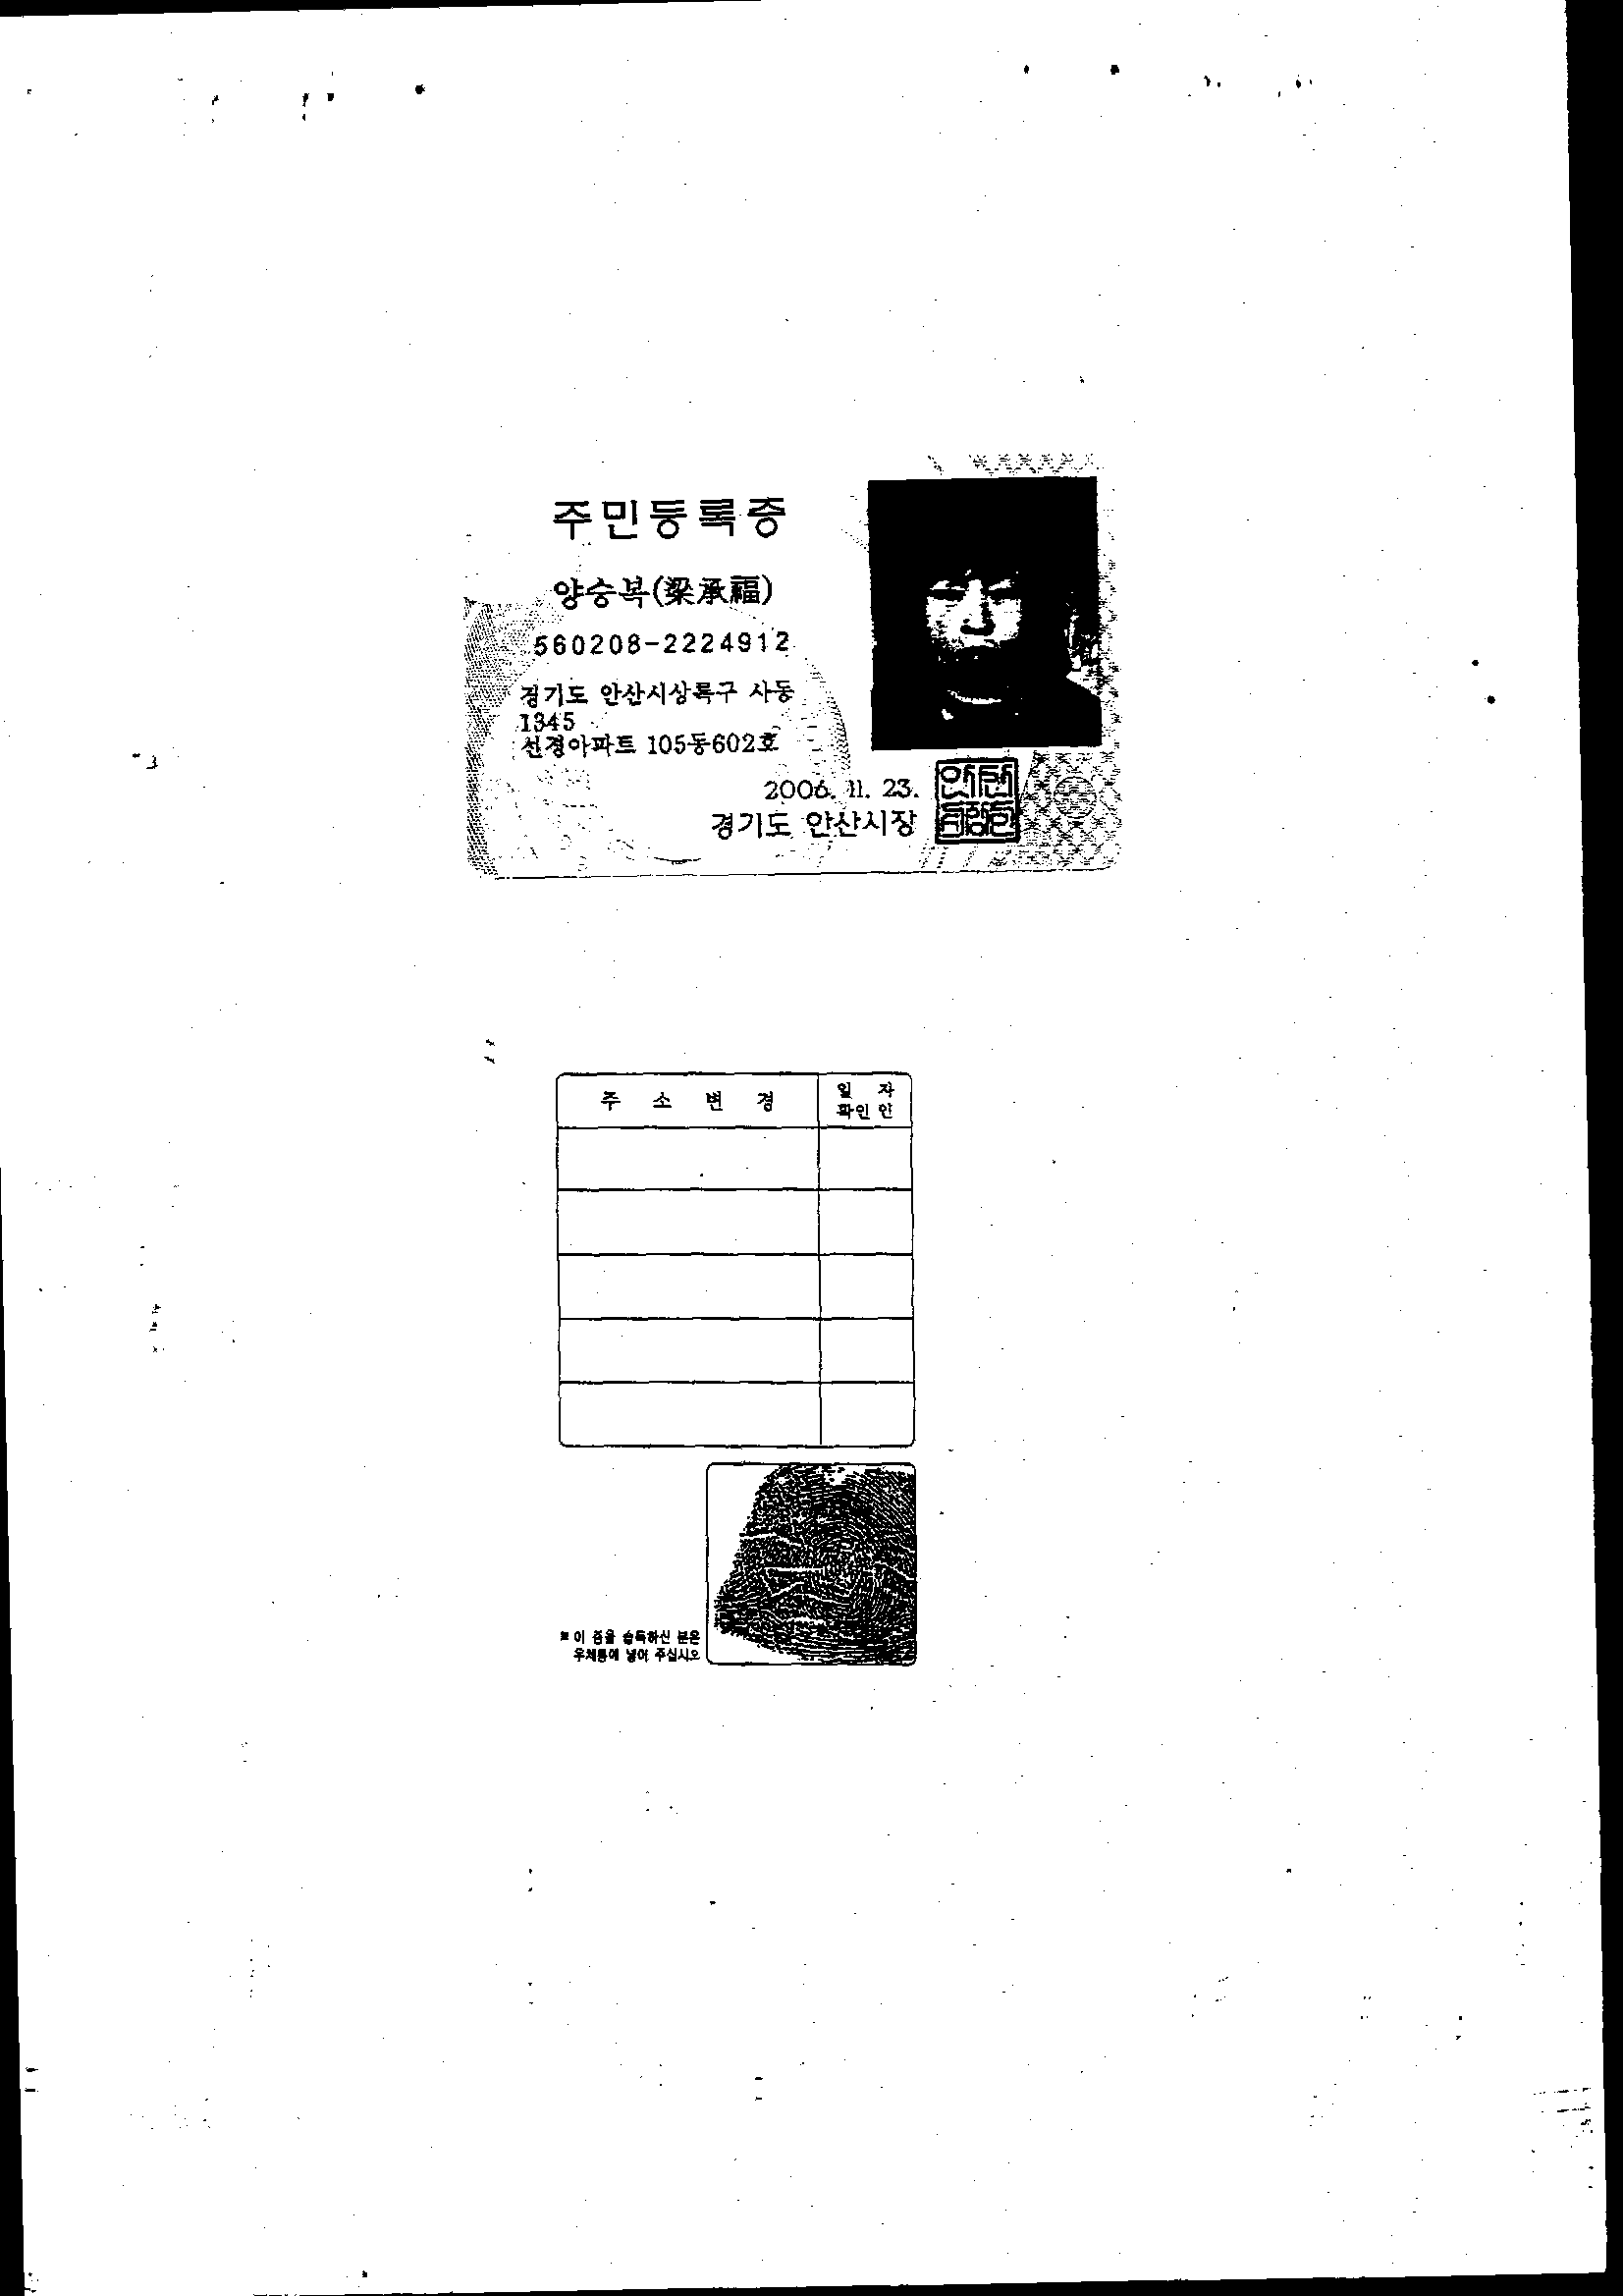 주민등록증
양승복(梁承福)
560208-2224912
경기도 안산시상록구 사동
1345
선경아파트 105동602호
2006. 11. 23.
경기도 안산시장
주 소 변 경
일 자
확인 인
※ 이 증을 습득하신 분은
우체통에 넣어 주십시오